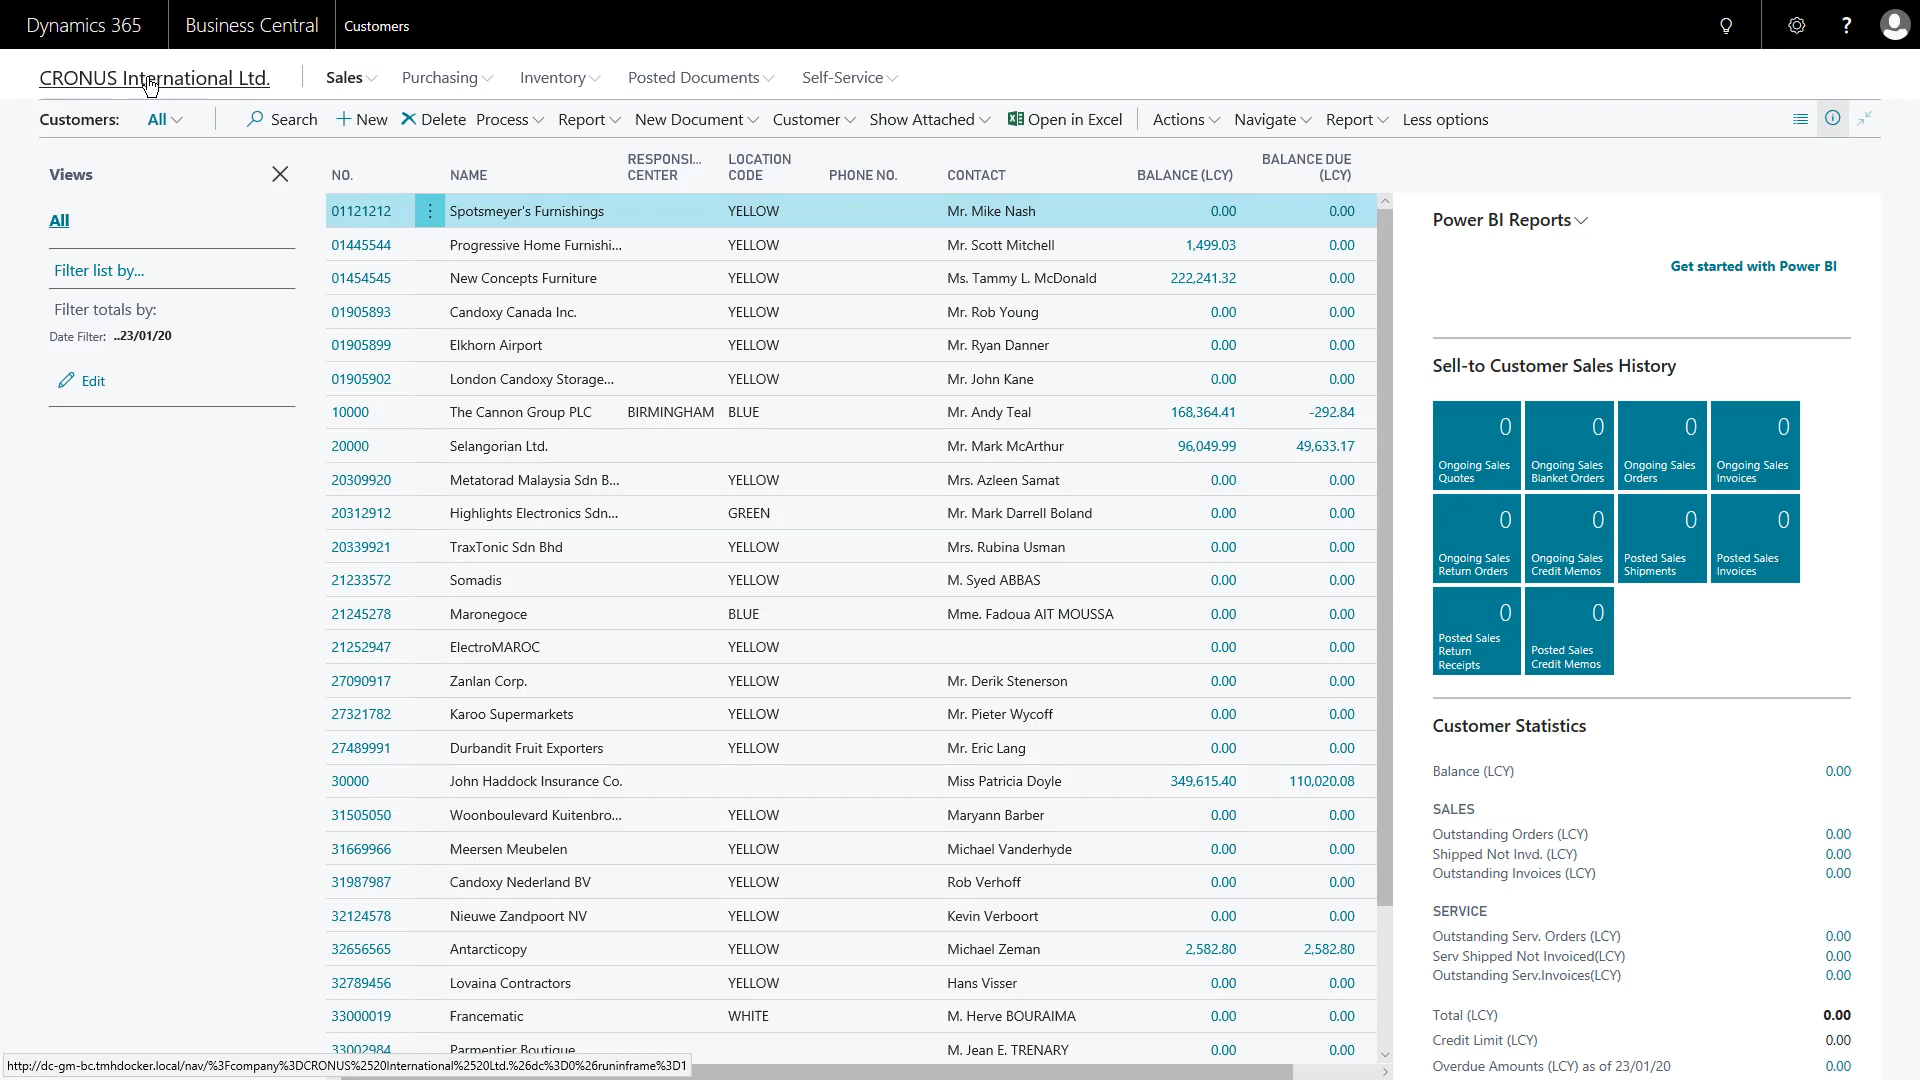 Dynamics 365 Business Central Customers ?
CRONUS International Ltd. Sales Purchasing Inventory Posted Documents Self-Service
Customers: All Search New Delete Process Report New Document Customer Show Attached Open in Excel Actions Navigate Report Less options
Views
All
Filter list by...
Filter totals by:
Date Filter: ..23/01/20
Edit
NO. NAME RESPONSI... CENTER LOCATION CODE PHONE NO. CONTACT BALANCE (LCY) BALANCE DUE (LCY)
01121212 Spotsmeyer's Furnishings YELLOW Mr. Mike Nash 0.00 0.00
01445544 Progressive Home Furnishi... YELLOW Mr. Scott Mitchell 1,499.03 0.00
01454545 New Concepts Furniture YELLOW Ms. Tammy L. McDonald 222,241.32 0.00
01905893 Candoxy Canada Inc. YELLOW Mr. Rob Young 0.00 0.00
01905899 Elkhorn Airport YELLOW Mr. Ryan Danner 0.00 0.00
01905902 London Candoxy Storage... YELLOW Mr. John Kane 0.00 0.00
10000 The Cannon Group PLC BIRMINGHAM BLUE Mr. Andy Teal 168,364.41 -292.84
20000 Selangorian Ltd. Mr. Mark McArthur 96,049.99 49,633.17
20309920 Metatorad Malaysia Sdn B... YELLOW Mrs. Azleen Samat 0.00 0.00
20312912 Highlights Electronics Sdn... GREEN Mr. Mark Darrell Boland 0.00 0.00
20339921 TraxTonic Sdn Bhd YELLOW Mrs. Rubina Usman 0.00 0.00
21233572 Somadis YELLOW M. Syed ABBAS 0.00 0.00
21245278 Maronegoce BLUE Mme. Fadoua AIT MOUSSA 0.00 0.00
21252947 ElectroMAROC YELLOW 0.00 0.00
27090917 Zanlan Corp. YELLOW Mr. Derik Stenerson 0.00 0.00
27321782 Karoo Supermarkets YELLOW Mr. Pieter Wycoff 0.00 0.00
27489991 Durbandit Fruit Exporters YELLOW Mr. Eric Lang 0.00 0.00
30000 John Haddock Insurance Co. Miss Patricia Doyle 349,615.40 110,020.08
31505050 Woonboulevard Kuitenbro... YELLOW Maryann Barber 0.00 0.00
31669966 Meersen Meubelen YELLOW Michael Vanderhyde 0.00 0.00
31987987 Candoxy Nederland BV YELLOW Rob Verhoff 0.00 0.00
32124578 Nieuwe Zandpoort NV YELLOW Kevin Verboort 0.00 0.00
32656565 Antarcticopy YELLOW Michael Zeman 2,582.80 2,582.80
32789456 Lovaina Contractors YELLOW Hans Visser 0.00 0.00
33000019 Francematic WHITE M. Herve BOURAIMA 0.00 0.00
33002984 Parmentier Boutique M. Jean E. TRENARY 0.00 0.00
http://dc-gm-bc.tmhdocker.local/nav/%3Fcompany%3DCRONUS%2520International%2520Ltd.%26dc%3D0%26runinframe%3D1
Power BI Reports
Get started with Power BI
Sell-to Customer Sales History
0 Ongoing Sales Quotes
0 Ongoing Sales Blanket Orders
0 Ongoing Sales Orders
0 Ongoing Sales Invoices
0 Ongoing Sales Return Orders
0 Ongoing Sales Credit Memos
0 Posted Sales Shipments
0 Posted Sales Invoices
0 Posted Sales Return Receipts
0 Posted Sales Credit Memos
Customer Statistics
Balance (LCY) 0.00
SALES
Outstanding Orders (LCY) 0.00
Shipped Not Invd. (LCY) 0.00
Outstanding Invoices (LCY) 0.00
SERVICE
Outstanding Serv. Orders (LCY) 0.00
Serv Shipped Not Invoiced(LCY) 0.00
Outstanding Serv.Invoices(LCY) 0.00
Total (LCY) 0.00
Credit Limit (LCY) 0.00
Overdue Amounts (LCY) as of 23/01/20 0.00